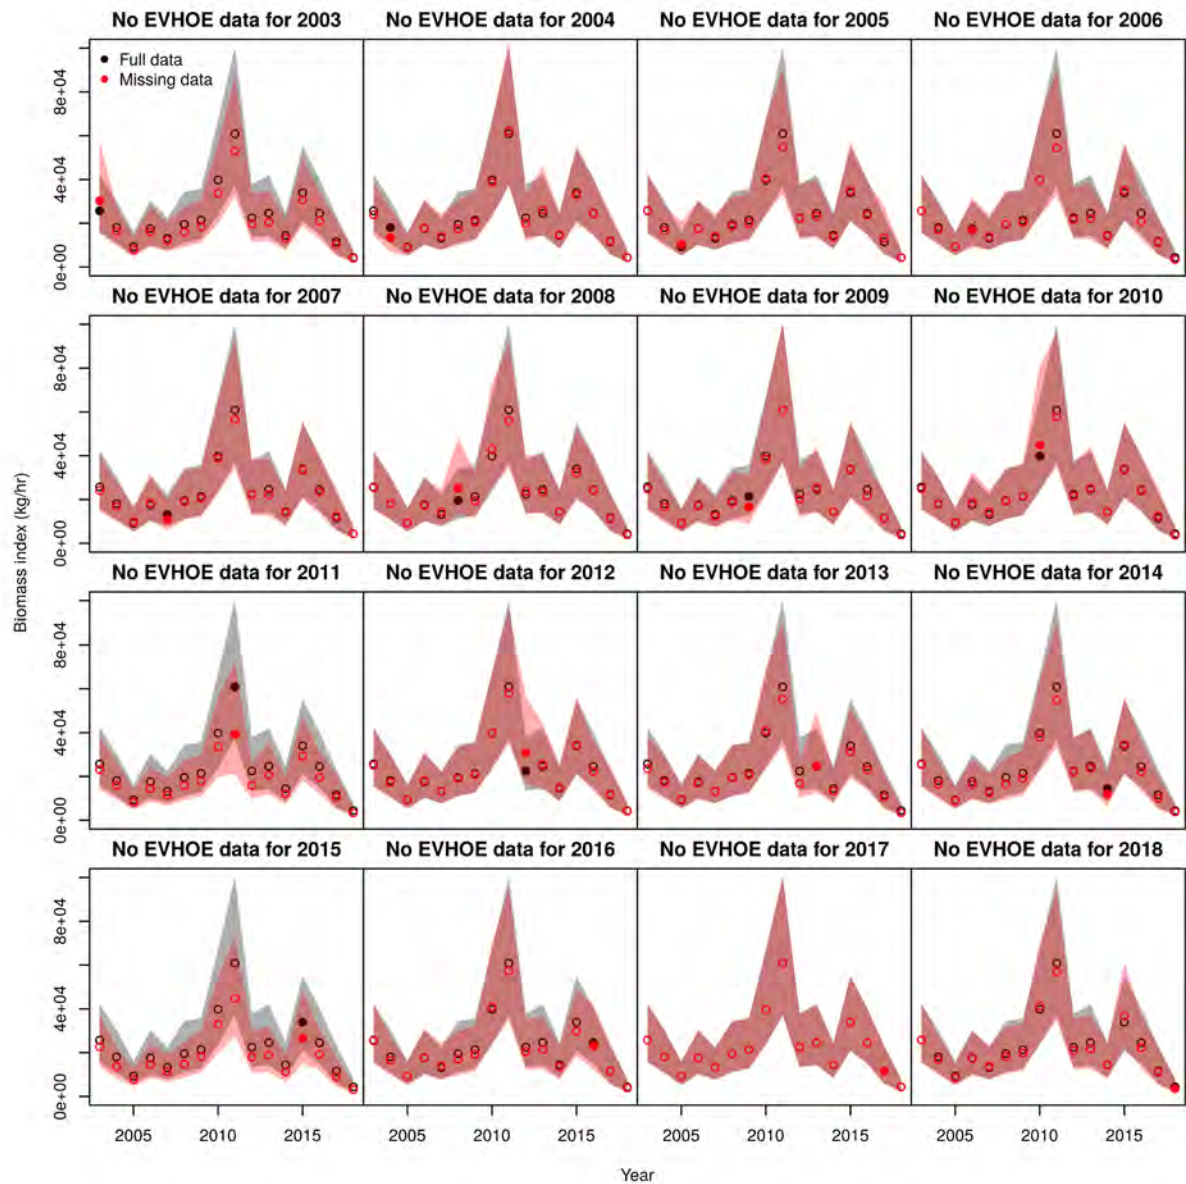 No EVHOE data for 2003
No EVHOE data for 2004
No EVHOE data for 2005
No EVHOE data for 2006
Full data
Missing data
0e+00
4e+04
8e+04
No EVHOE data for 2007
No EVHOE data for 2008
No EVHOE data for 2009
No EVHOE data for 2010
0e+00
4e+04
8e+04
Biomass index (kg/hr)
No EVHOE data for 2011
No EVHOE data for 2012
No EVHOE data for 2013
No EVHOE data for 2014
0e+00
4e+04
8e+04
No EVHOE data for 2015
No EVHOE data for 2016
No EVHOE data for 2017
No EVHOE data for 2018
0e+00
4e+04
8e+04
2005 2010 2015
2005 2010 2015
2005 2010 2015
2005 2010 2015
Year